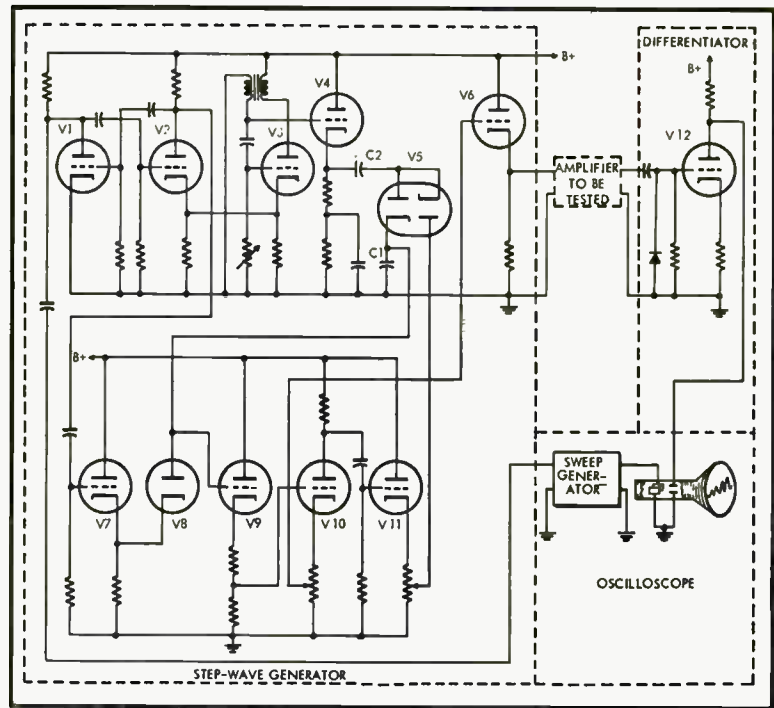 DIFFERENTIATOR
B+
B+
V4
V6
V1
V2
V3
V12
C2
V5
AMPLIFIER
TO BE
TESTED
C1
B+
SWEEP
GENER-
ATOR
V7
V8
V9
V10
V11
OSCILLOSCOPE
STEP-WAVE GENERATOR